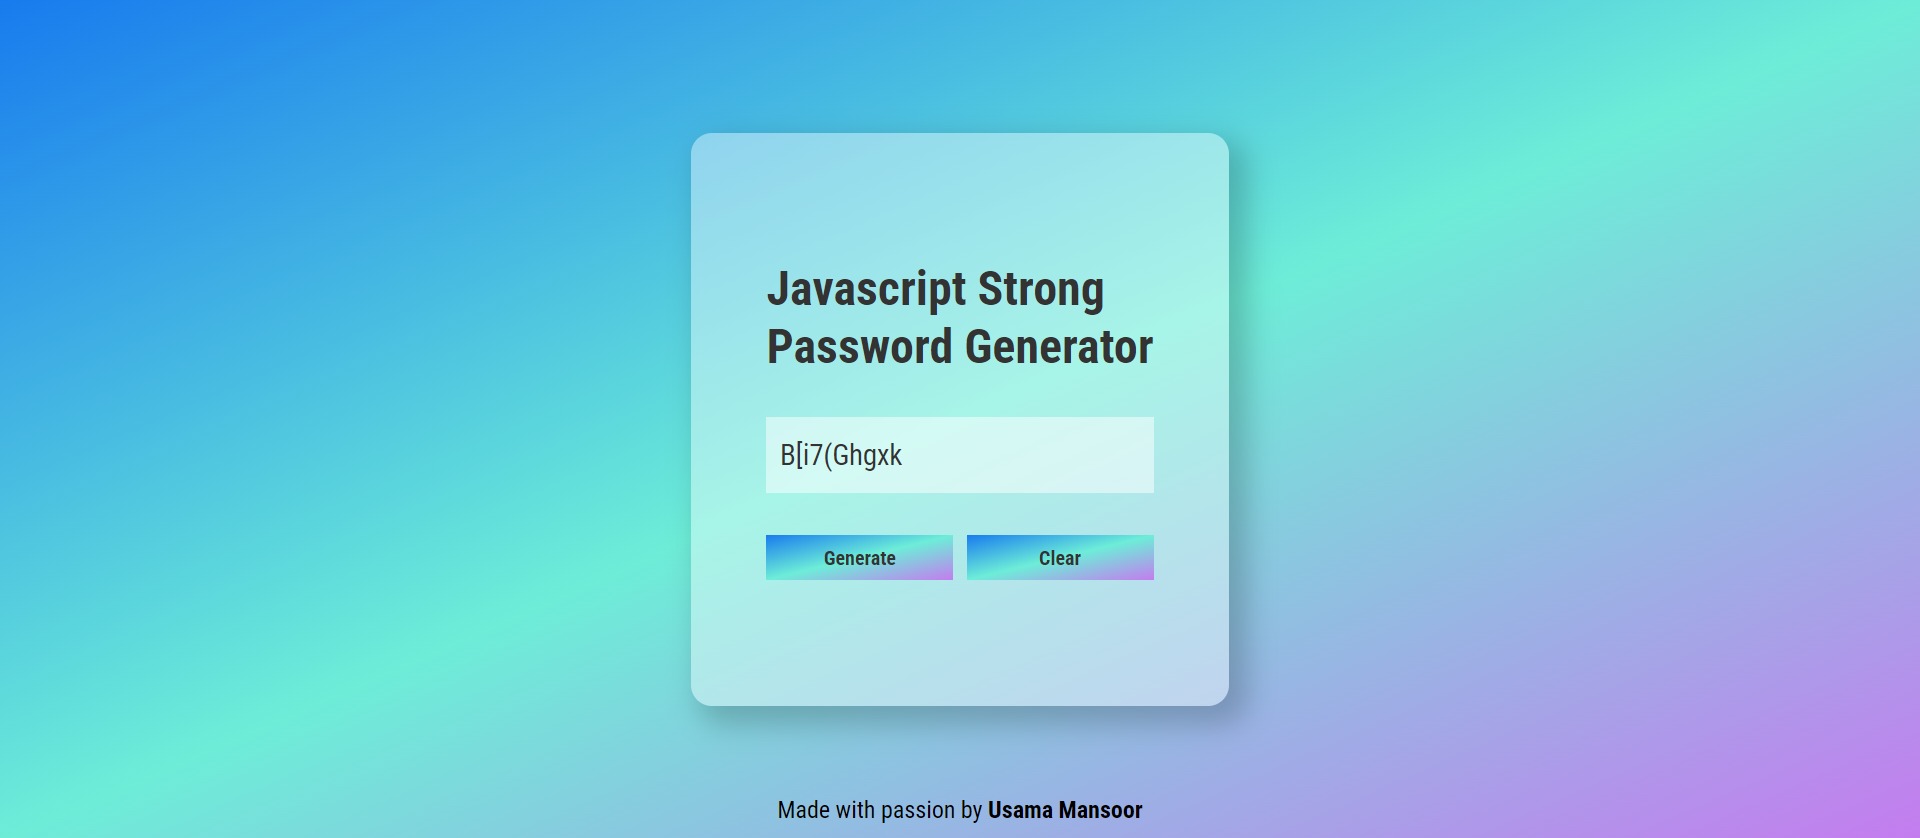 Javascript Strong
Password Generator
B[i7(Ghgxk
Generate
Clear
Made with passion by Usama Mansoor